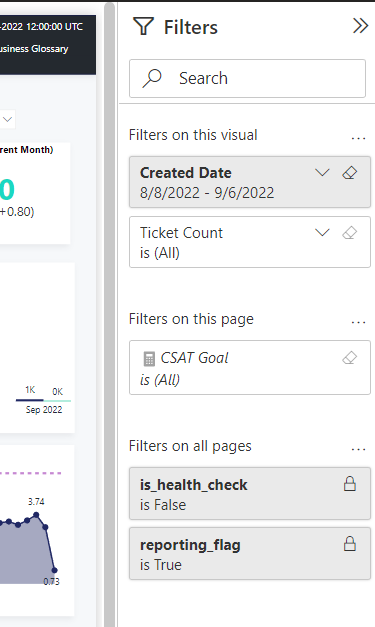 -2022 12:00:00 UTC
usiness Glossary
rent Month)
0
+0.80)
1K 0K
Sep 2022
3.74
0.73
Filters
Search
Filters on this visual
Created Date
8/8/2022 - 9/6/2022
Ticket Count
is (All)
Filters on this page
CSAT Goal
is (All)
Filters on all pages
is_health_check
is False
reporting_flag
is True